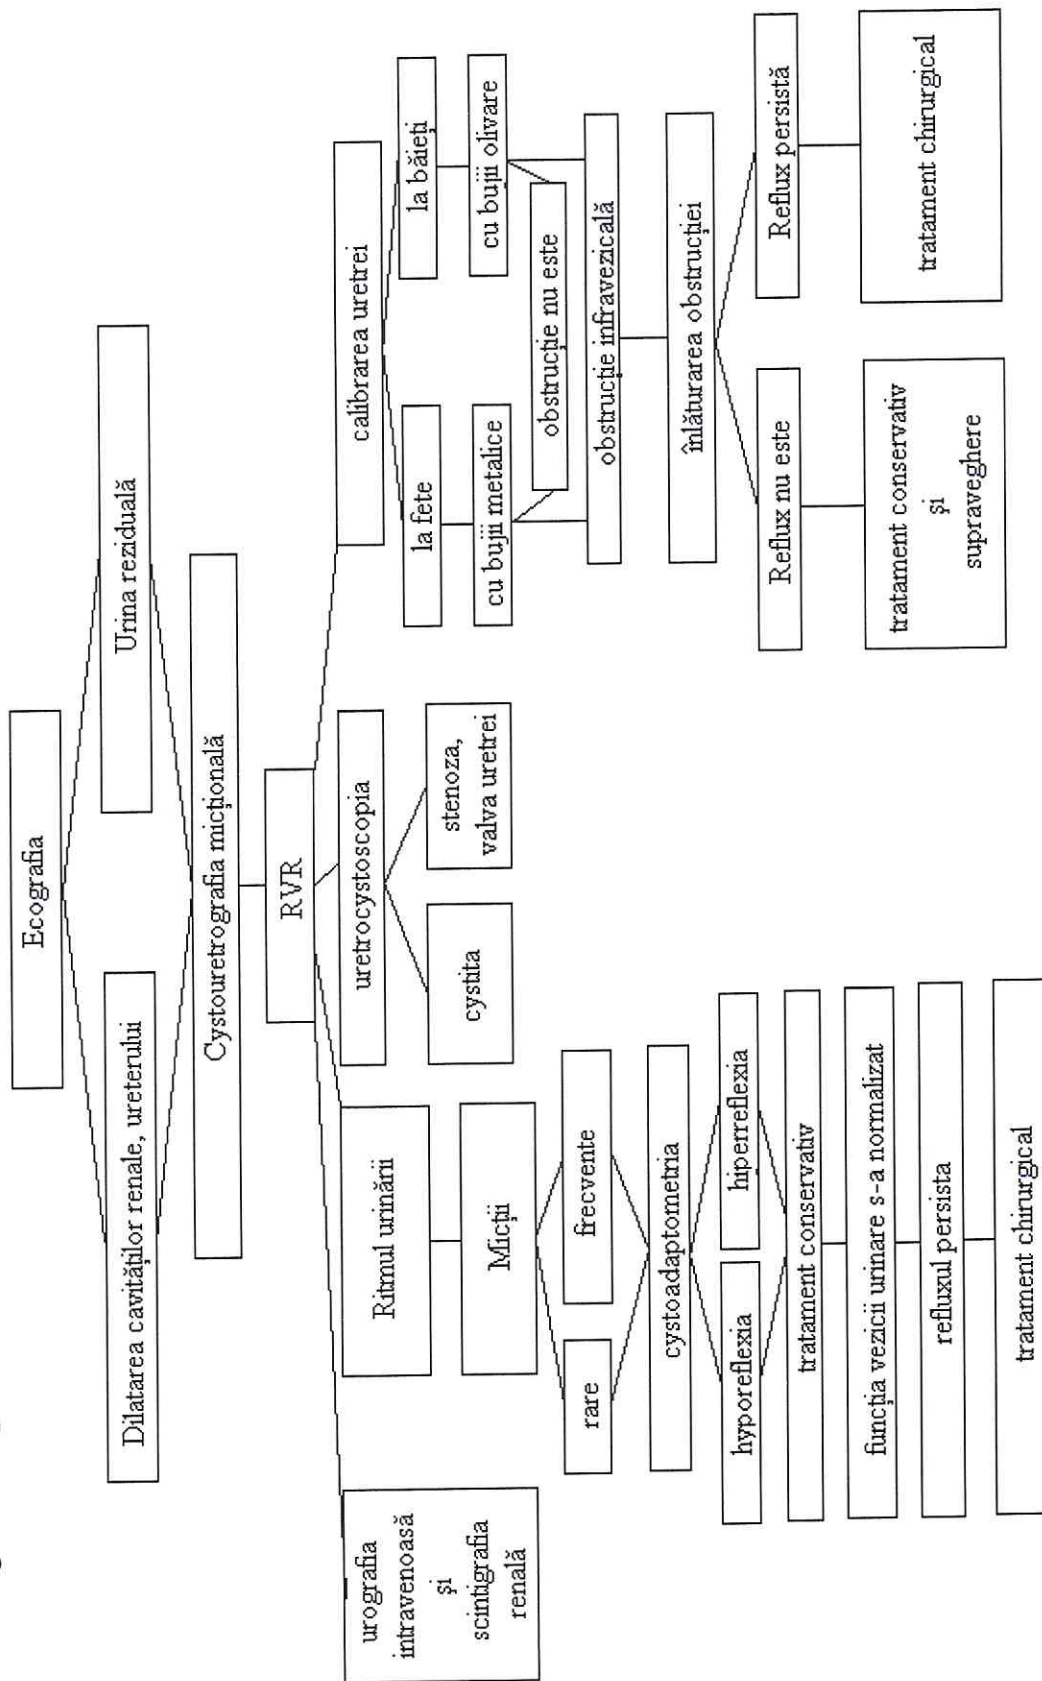 Ecografia
Dilatarea cavităților renale, ureterului
Urina reziduală
Cystouretrografia micțională
RVR
urografia
intravenoasă
și
scintigrafia
renală
Ritmul urinării
Micții
rare
frecvente
cystoadaptometria
hyporeflexia
hiperreflexia
tratament conservativ
funcția vezicii urinare s-a normalizat
refluxul persista
tratament chirurgical
uretrocystoscopia
cystita
stenoza,
valva uretrei
calibrarea uretrei
la fete
la băieți
cu bujii metalice
cu bujii olivare
obstrucție nu este
obstrucție infravezicală
înlăturarea obstrucției
Reflux nu este
Reflux persistă
tratament conservativ
și
supraveghere
tratament chirurgical